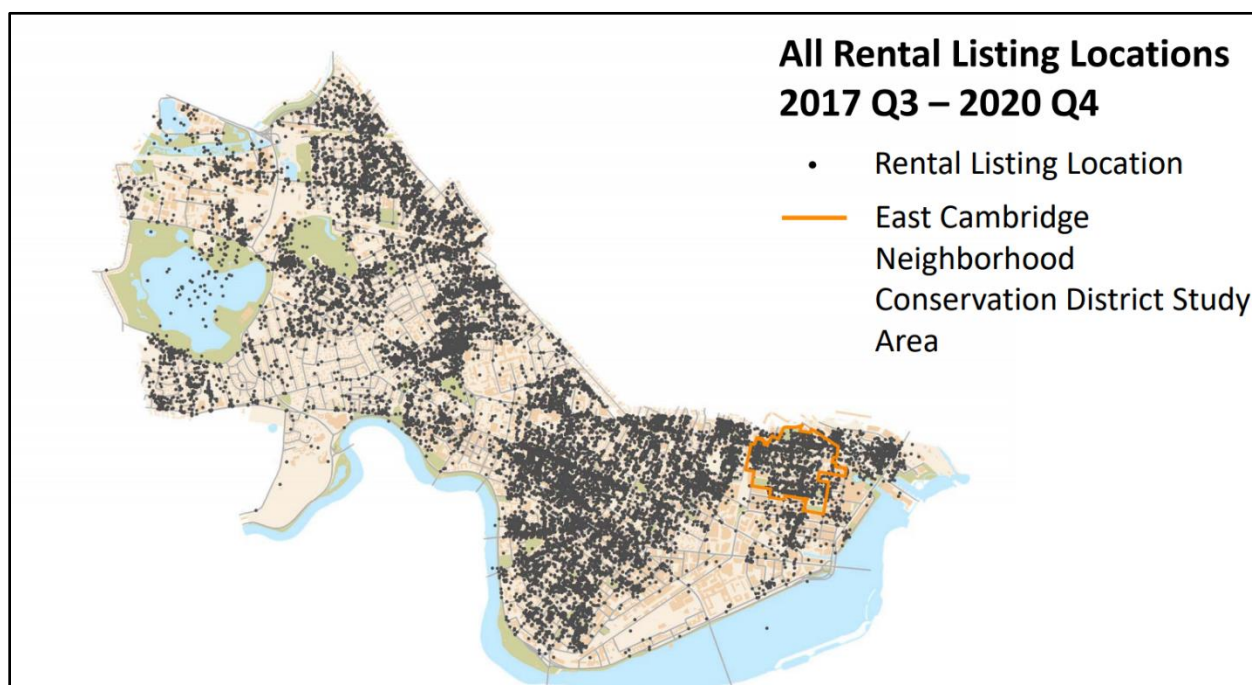 All Rental Listing Locations
2017 Q3 – 2020 Q4
Rental Listing Location
East Cambridge
Neighborhood
Conservation District Study
Area